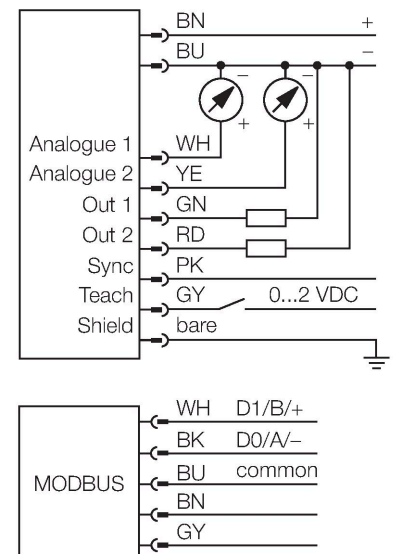 BN +
BU −
− −
+ +
Analogue 1 WH
Analogue 2 YE
Out 1 GN
Out 2 RD
Sync PK
Teach GY 0...2 VDC
Shield bare
WH D1/B/+
BK D0/A/−
MODBUS BU common
BN
GY